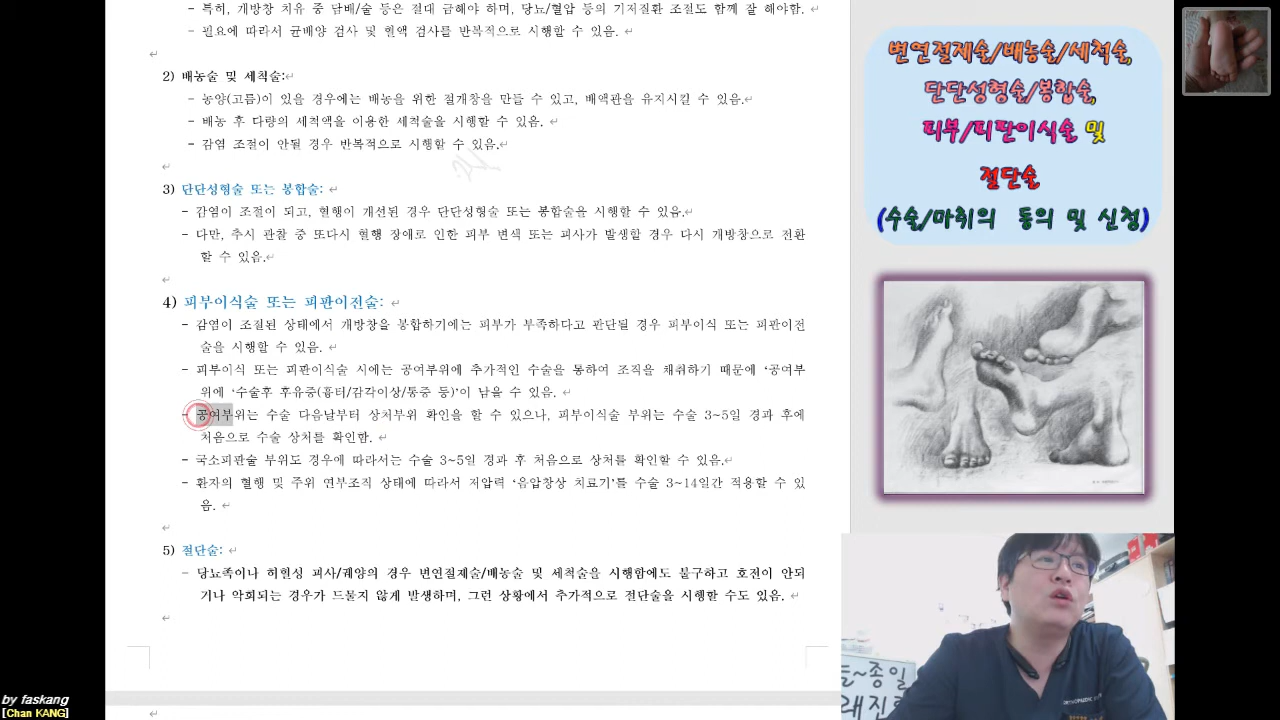 - 특히, 개방창 치유 중 담배/술 등은 절대 금해야 하며, 당뇨/혈압 등의 기저질환 조절도 함께 잘 해야함.
- 필요에 따라서 균배양 검사 및 혈액 검사를 반복적으로 시행할 수 있음.
2) 배농술 및 세척술:
- 농양(고름)이 있을 경우에는 배농을 위한 절개창을 만들 수 있고, 배액관을 유지시킬 수 있음.
- 배농 후 다량의 세척액을 이용한 세척술을 시행할 수 있음.
- 감염 조절이 안될 경우 반복적으로 시행할 수 있음.
3) 단단성형술 또는 봉합술:
- 감염이 조절이 되고, 혈행이 개선된 경우 단단성형술 또는 봉합술을 시행할 수 있음.
- 다만, 추시 관찰 중 또다시 혈행 장애로 인한 피부 변색 또는 피사가 발생할 경우 다시 개방창으로 전환
할 수 있음.
4) 피부이식술 또는 피판이전술:
- 감염이 조절된 상태에서 개방창을 봉합하기에는 피부가 부족하다고 판단될 경우 피부이식 또는 피판이전
술을 시행할 수 있음.
- 피부이식 또는 피판이식술 시에는 공여부위에 추가적인 수술을 통하여 조직을 채취하기 때문에 '공여부
위에 '수술후 후유증(흉터/감각이상/통증 등)'이 남을 수 있음.
- 공여부위는 수술 다음날부터 상처부위 확인을 할 수 있으나, 피부이식술 부위는 수술 3~5일 경과 후에
처음으로 수술 상처를 확인함.
- 국소피판술 부위도 경우에 따라서는 수술 3~5일 경과 후 처음으로 상처를 확인할 수 있음.
- 환자의 혈행 및 주위 연부조직 상태에 따라서 저압력 '음압창상 치료기'를 수술 3~14일간 적용할 수 있
음.
5) 절단술:
- 당뇨족이나 허혈성 괴사/궤양의 경우 변연절제술/배농술 및 세척술을 시행함에도 불구하고 호전이 안되
거나 악화되는 경우가 드물지 않게 발생하며, 그런 상황에서 추가적으로 절단술을 시행할 수도 있음.
변연절제술/배농술/세척술,
단단성형술/봉합술,
피부/피판이식술 및
절단술
(수술/마취의 동의 및 신청)
by faskang
[Chan KANG]